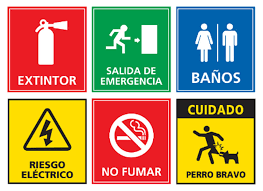 EXTINTOR
SALIDA DE
EMERGENCIA
BAÑOS
RIESGO
ELÉCTRICO
NO FUMAR
CUIDADO
PERRO BRAVO